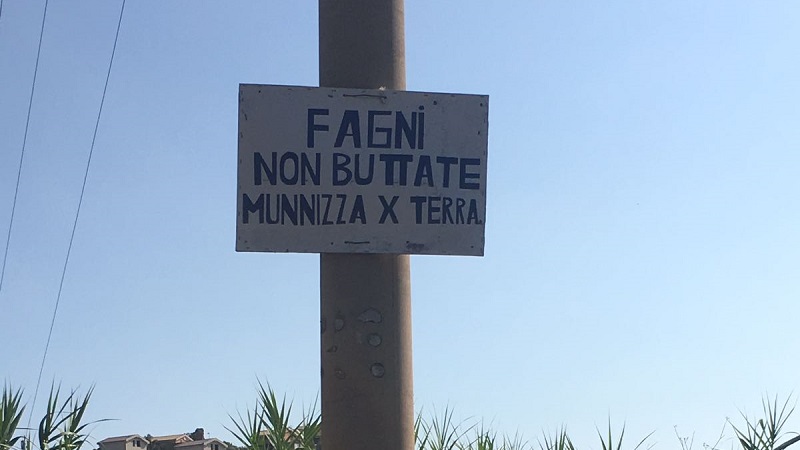 FAGNi
NON BUTTATE
MUNNIZZA X TERRA.